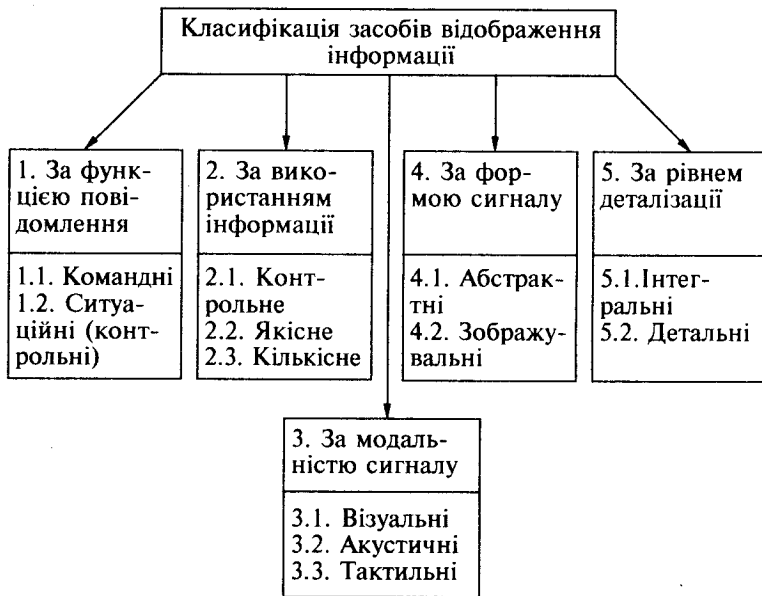 Класифікація засобів відображення
інформації
1. За функ-
цією пові-
домлення
1.1. Командні
1.2. Ситуа-
ційні (конт-
рольні)
2. За вико-
ристанням
інформації
2.1. Конт-
рольне
2.2. Якісне
2.3. Кількісне
4. За фор-
мою сигналу
4.1. Абстрак-
тні
4.2. Зображу-
вальні
5. За рівнем
деталізації
5.1.Інтег-
ральні
5.2. Детальні
3. За модаль-
ністю сигналу
3.1. Візуальні
3.2. Акустичні
3.3. Тактильні